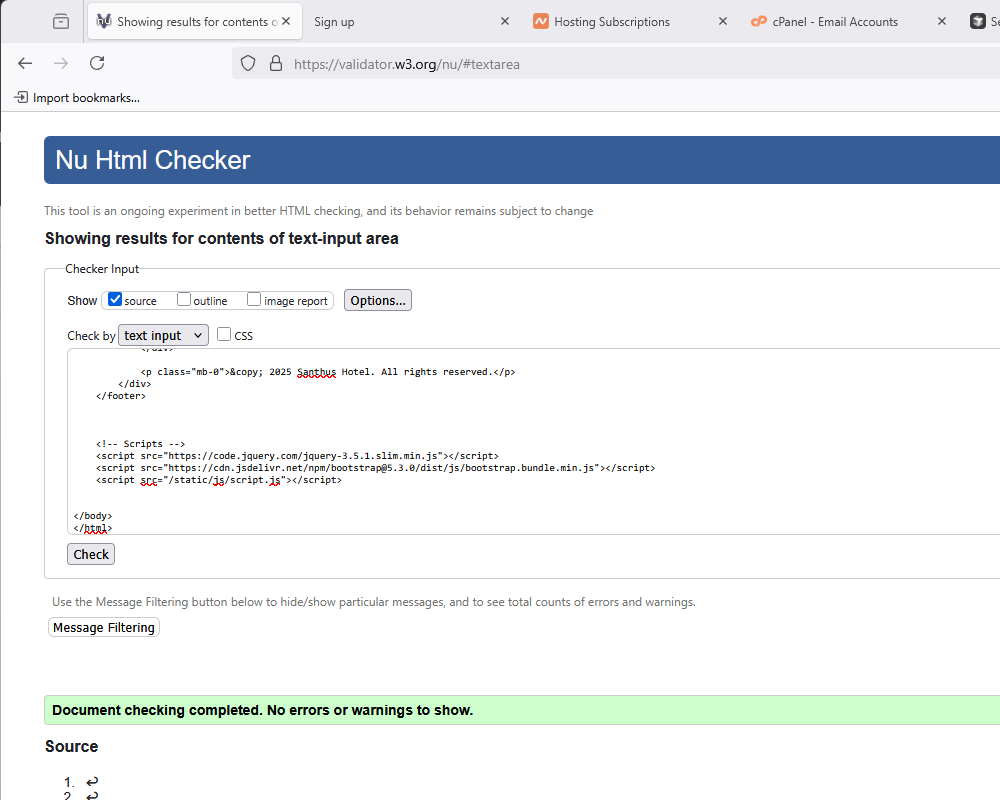 Showing results for contents o
Sign up
Hosting Subscriptions
cPanel - Email Accounts
Se
https://validator.w3.org/nu/#textarea
Import bookmarks...
Nu Html Checker
This tool is an ongoing experiment in better HTML checking, and its behavior remains subject to change
Showing results for contents of text-input area
Checker Input
Show source outline image report Options...
Check by text input CSS
</div>
<p class="mb-0">&copy; 2025 Santhus Hotel. All rights reserved.</p>
</div>
</footer>
<!-- Scripts -->
<script src="https://code.jquery.com/jquery-3.5.1.slim.min.js"></script>
<script src="https://cdn.jsdelivr.net/npm/bootstrap@5.3.0/dist/js/bootstrap.bundle.min.js"></script>
<script src="/static/js/script.js"></script>
</body>
</html>
Check
Use the Message Filtering button below to hide/show particular messages, and to see total counts of errors and warnings.
Message Filtering
Document checking completed. No errors or warnings to show.
Source
1. ↩
2. ↩